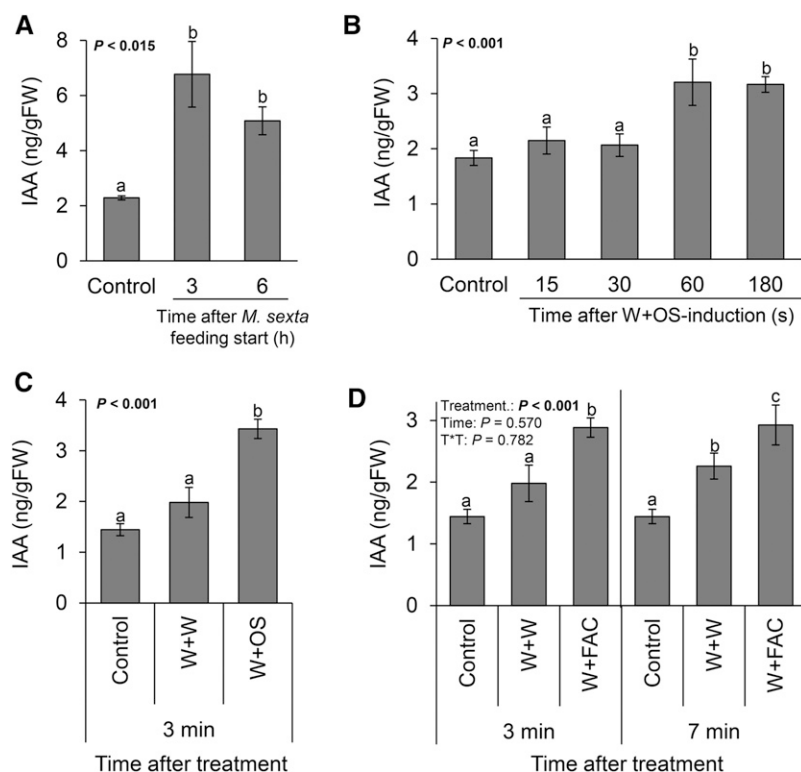 A
P < 0.015
IAA (ng/gFW)
8
6
4
2
0
a
b
b
Control
3
6
Time after M. sexta
feeding start (h)
B
P < 0.001
IAA (ng/gFW)
4
3
2
1
0
a
a
a
b
b
Control
15
30
60
180
Time after W+OS-induction (s)
C
P < 0.001
IAA (ng/gFW)
4
3
2
1
0
a
a
b
Control
W+W
W+OS
3 min
Time after treatment
D
Treatment.: P < 0.001
Time: P = 0.570
T*T: P = 0.782
IAA (ng/gFW)
3
2
1
0
a
a
b
a
b
c
Control
W+W
W+FAC
Control
W+W
W+FAC
3 min
7 min
Time after treatment